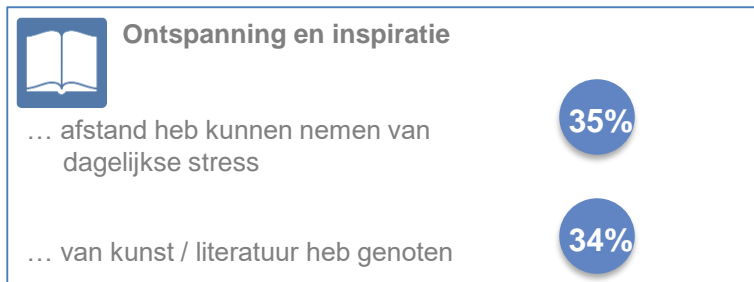 Ontspanning en inspiratie
… afstand heb kunnen nemen van
dagelijkse stress
35%
… van kunst / literatuur heb genoten
34%